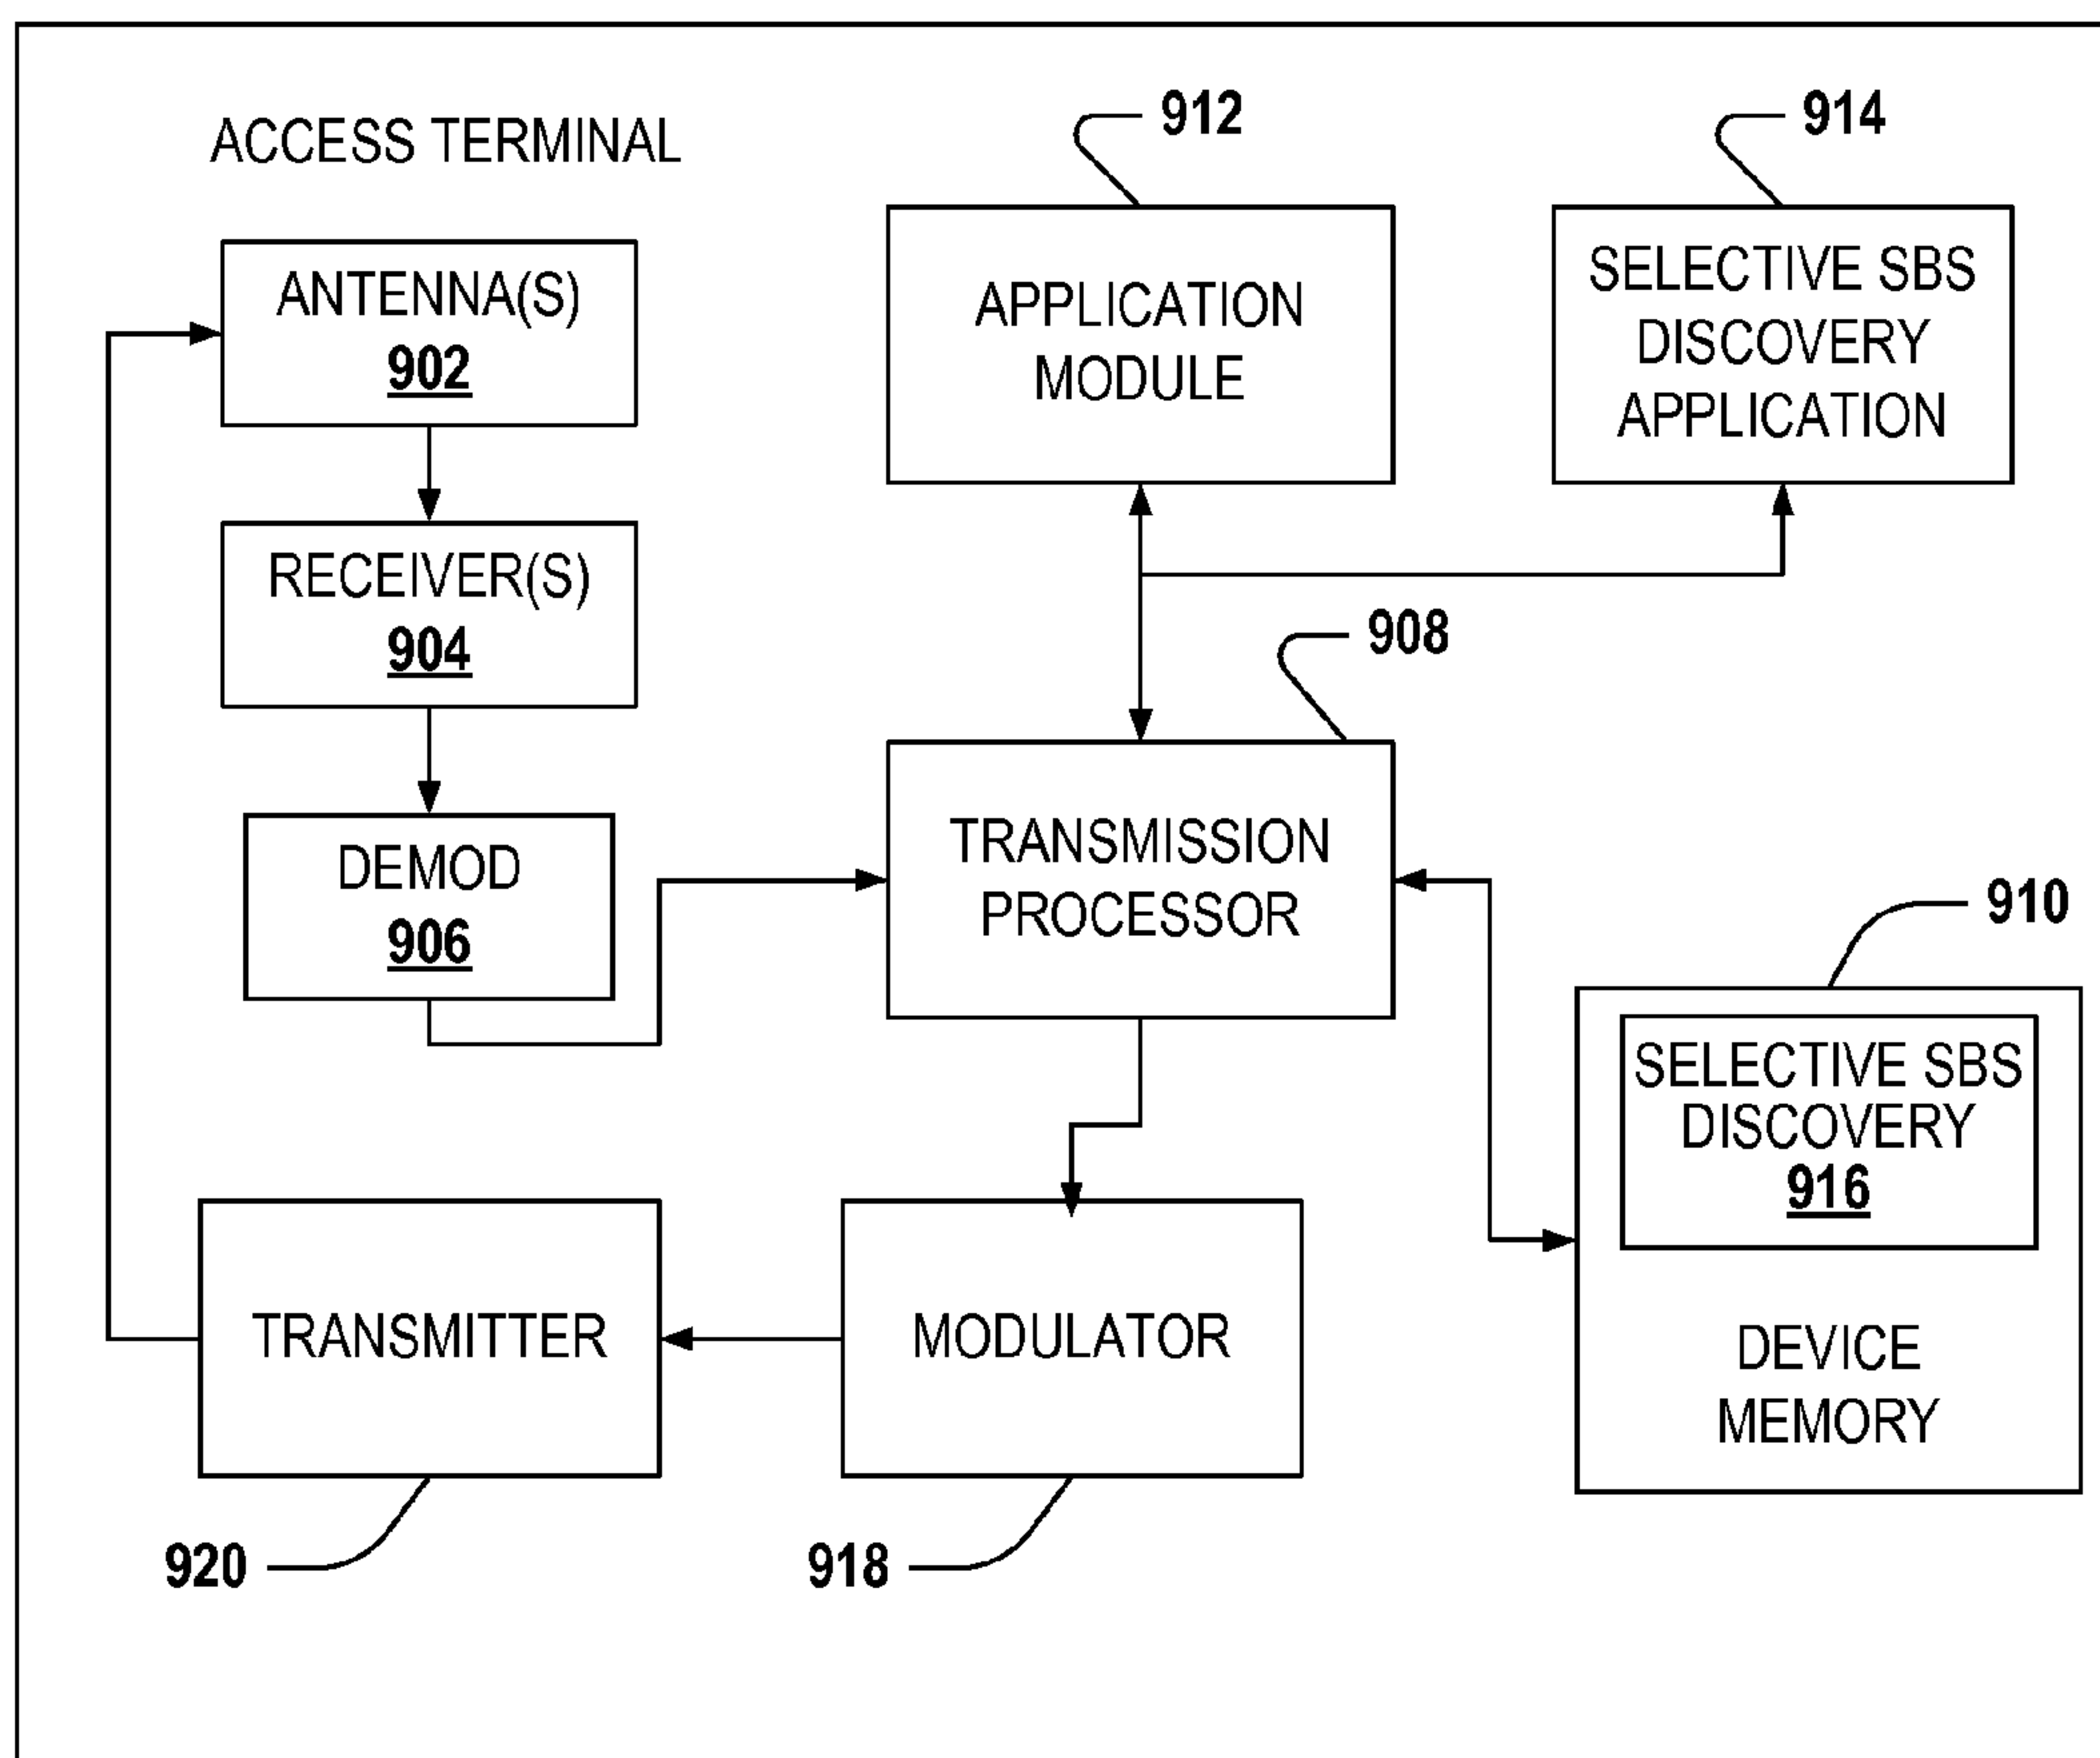 ACCESS TERMINAL
912
914
ANTENNA(S)
902
APPLICATION
MODULE
SELECTIVE SBS
DISCOVERY
APPLICATION
RECEIVER(S)
904
908
DEMOD
906
TRANSMISSION
PROCESSOR
910
SELECTIVE SBS
DISCOVERY
916
DEVICE
MEMORY
TRANSMITTER
MODULATOR
920
918